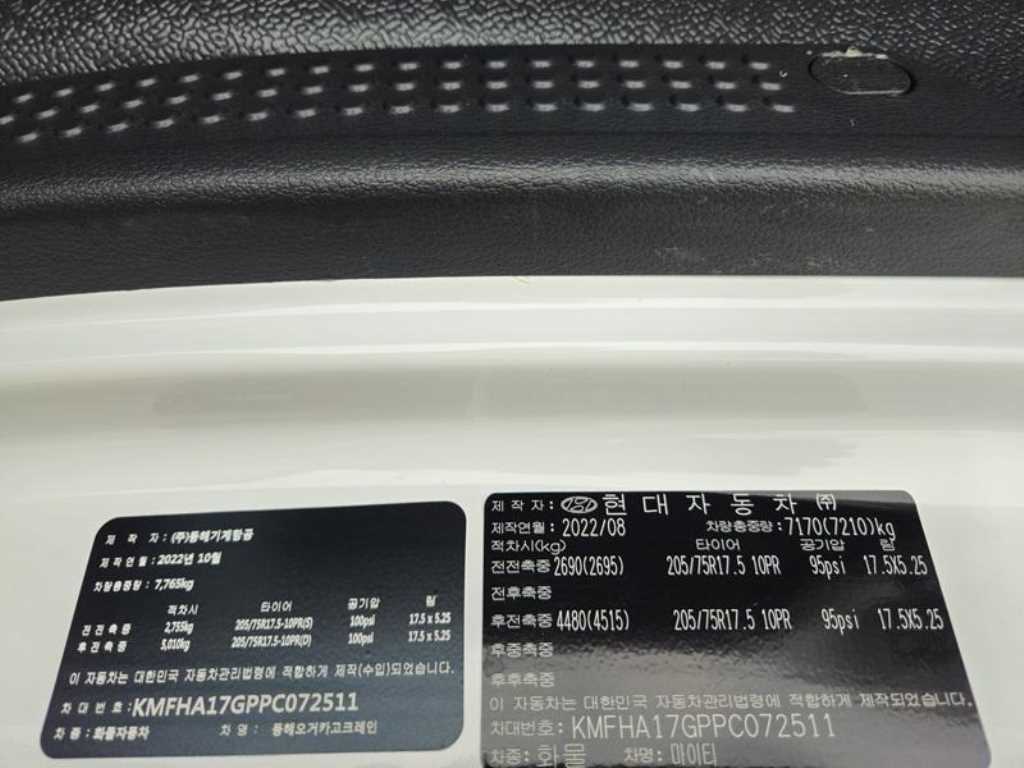 제 작 자 : (주)동해기계항공
제작연월 : 2022년 10월
차량총중량 : 7,765kg
적차시 타이어 공기압 림
전전축중 2,755kg 205/75R17.5-10PR(S) 100psi 17.5 x 5.25
후전축중 5,010kg 205/75R17.5-10PR(D) 100psi 17.5 x 5.25
이 자동차는 대한민국 자동차관리법령에 적합하게 제작(수입)되었습니다.
차대번호 : KMFHA17GPPC072511
차종 : 화물자동차 차명 : 동해오거카고크레인
제 작 자 : 현대자동차㈜
제작연월 : 2022/08 차량총중량 : 7170(7210)kg
적차시(kg) 타이어 공기압 림
전전축중 2690(2695) 205/75R17.5 10PR 95psi 17.5X5.25
전후축중
후전축중 4480(4515) 205/75R17.5 10PR 95psi 17.5X5.25
후중축중
후후축중
이 자동차는 대한민국 자동차관리법령에 적합하게 제작되었습니다.
차대번호: KMFHA17GPPC072511
차종: 화물 차명: 마이티